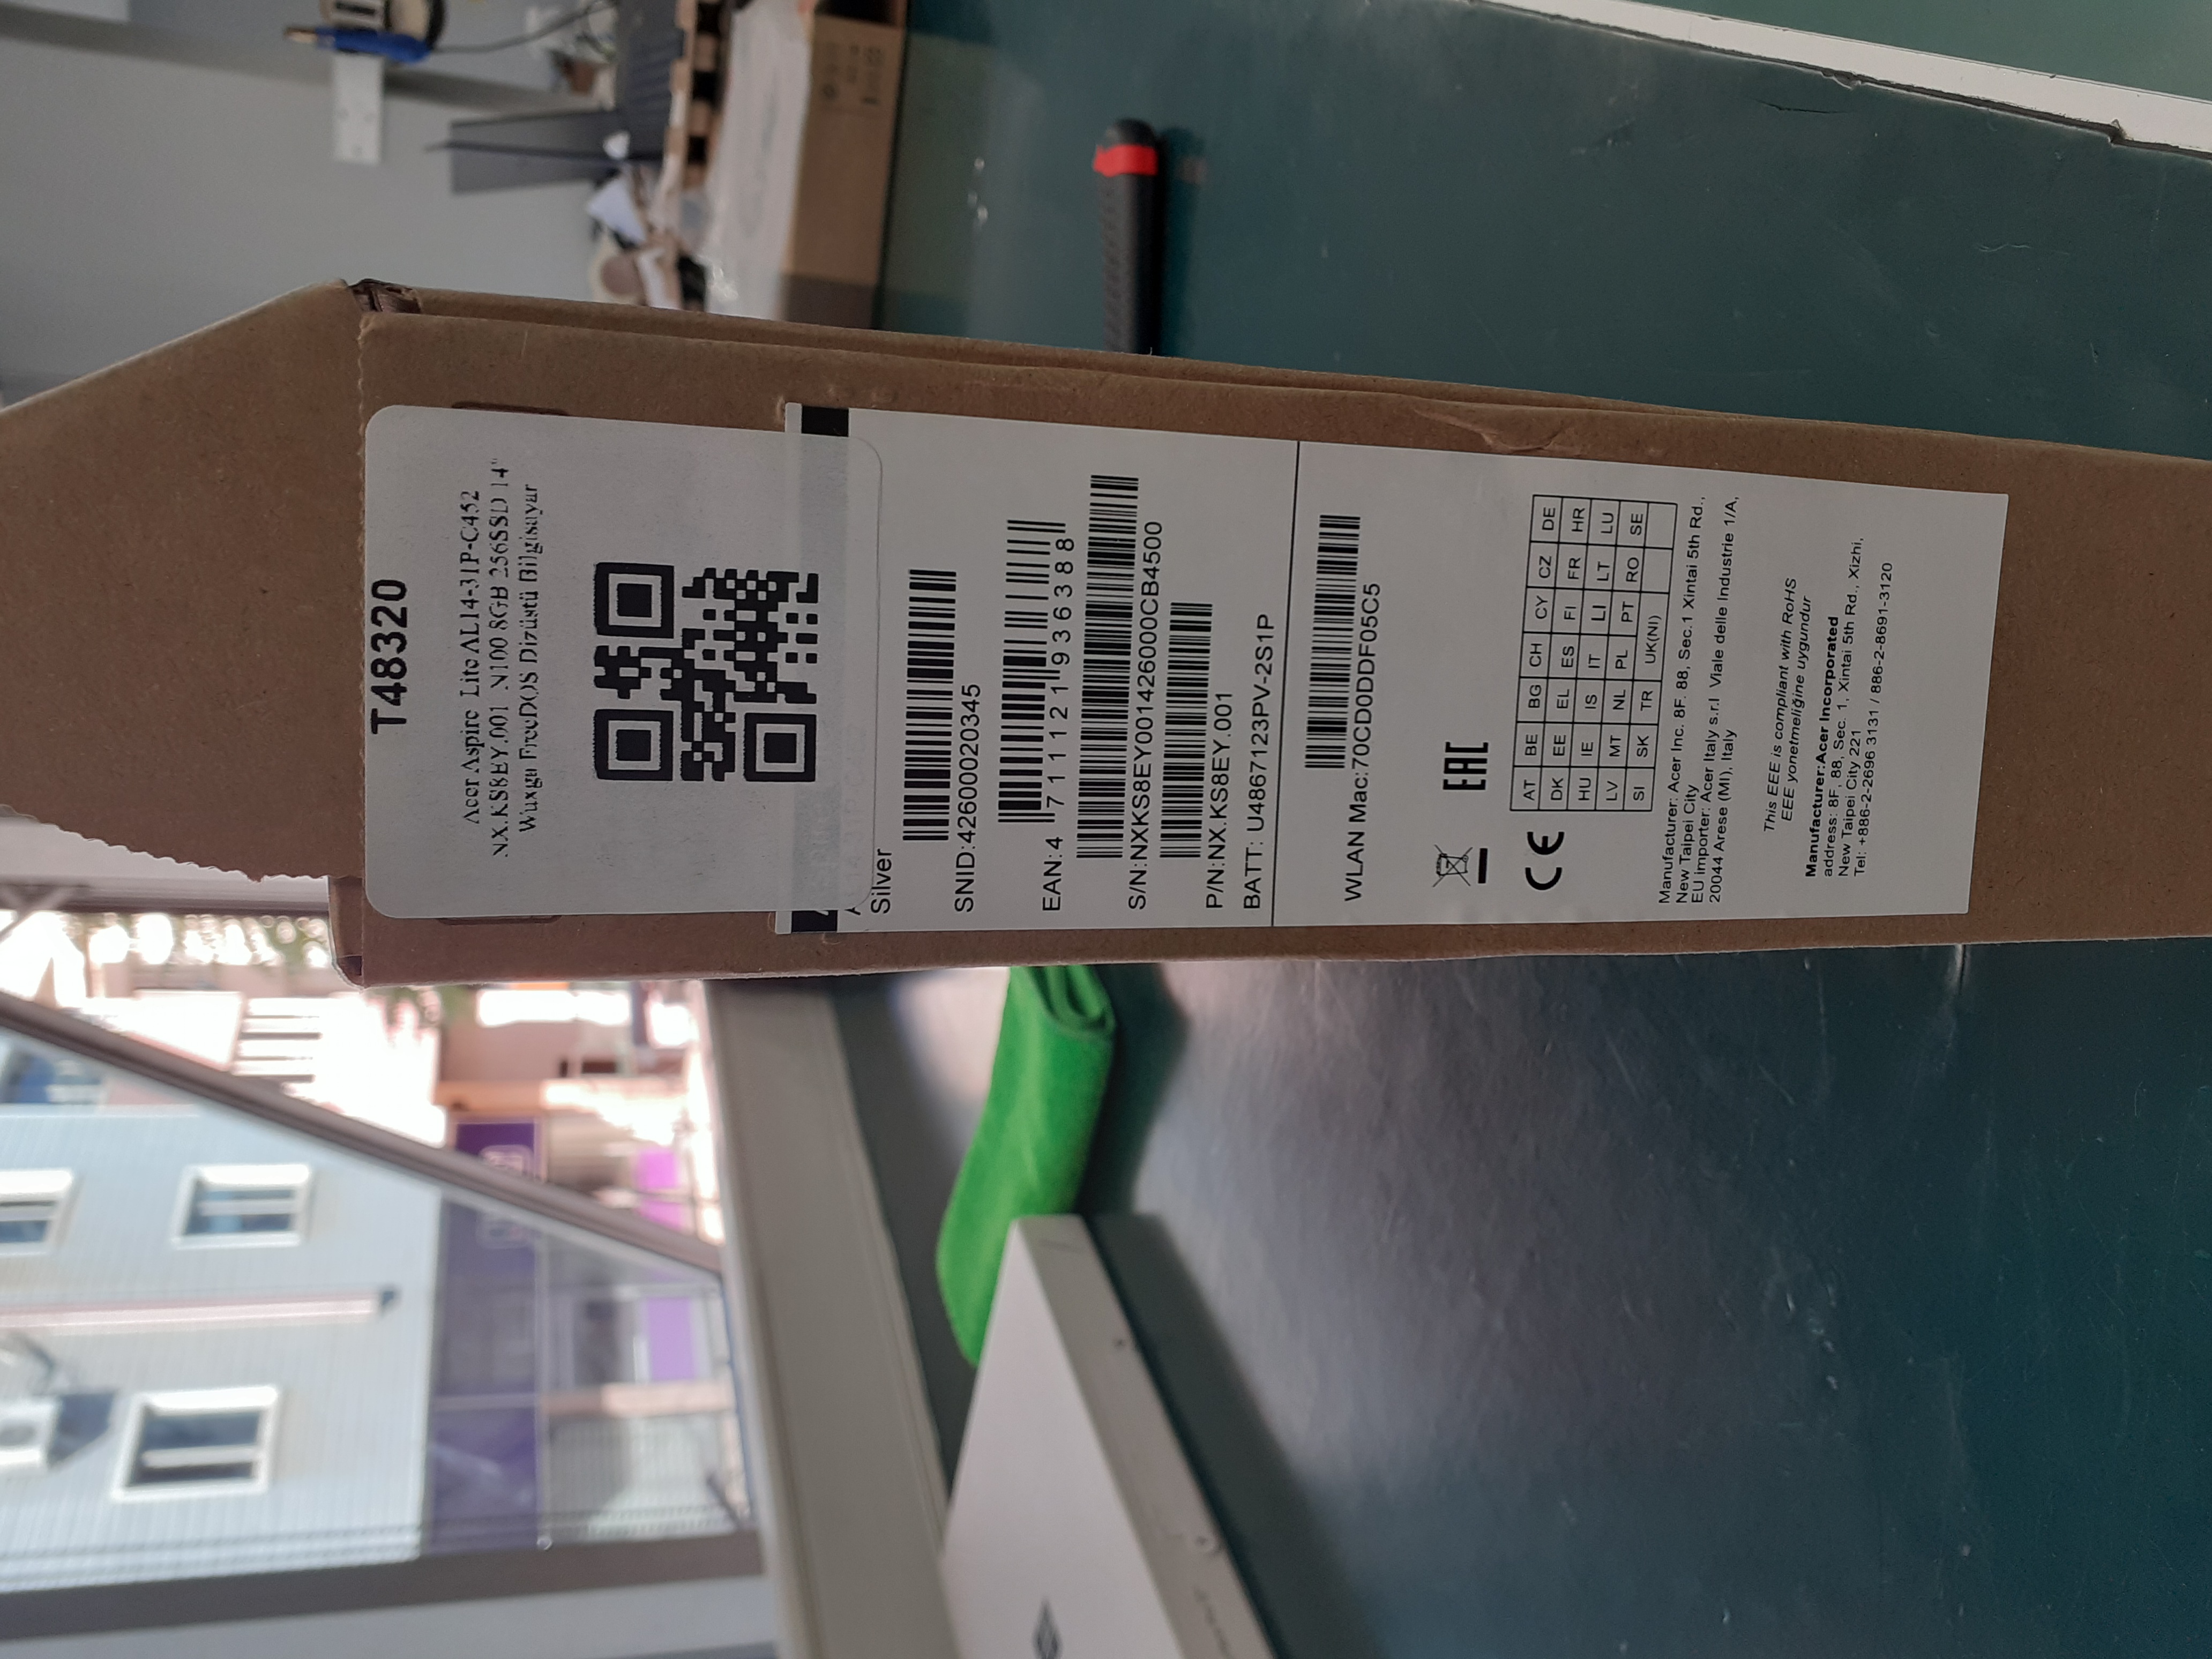 T48320
Acer Aspire Lite AL14-31P-C452
NX.KS8EY.001 N100 8GB 256SSD 14"
Wuxga FreeDOS Dizüstü Bilgisayar
Silver
SNID:42600020345
EAN:4 711121 936388
S/N:NXKS8EY001426000CB4500
P/N:NX.KS8EY.001
BATT: U4867123PV-2S1P
WLAN Mac:70CD0DDF05C5
EAC
CE
AT BE BG CH CY CZ DE
DK EE EL ES FI FR HR
HU IE IS IT LI LT LU
LV MT NL PL PT RO SE
SI SK TR UK(NI)
Manufacturer: Acer Inc. 8F. 88, Sec.1 Xintai 5th Rd.,
New Taipei City
EU importer: Acer Italy s.r.l Viale delle Industrie 1/A,
20044 Arese (MI), Italy
This EEE is compliant with RoHS
EEE yonetmeliğine uygundur
Manufacturer:Acer Incorporated
address: 8F, 88, Sec. 1, Xintai 5th Rd., Xizhi,
New Taipei City 221
Tel: +886-2-2696 3131 / 886-2-8691-3120